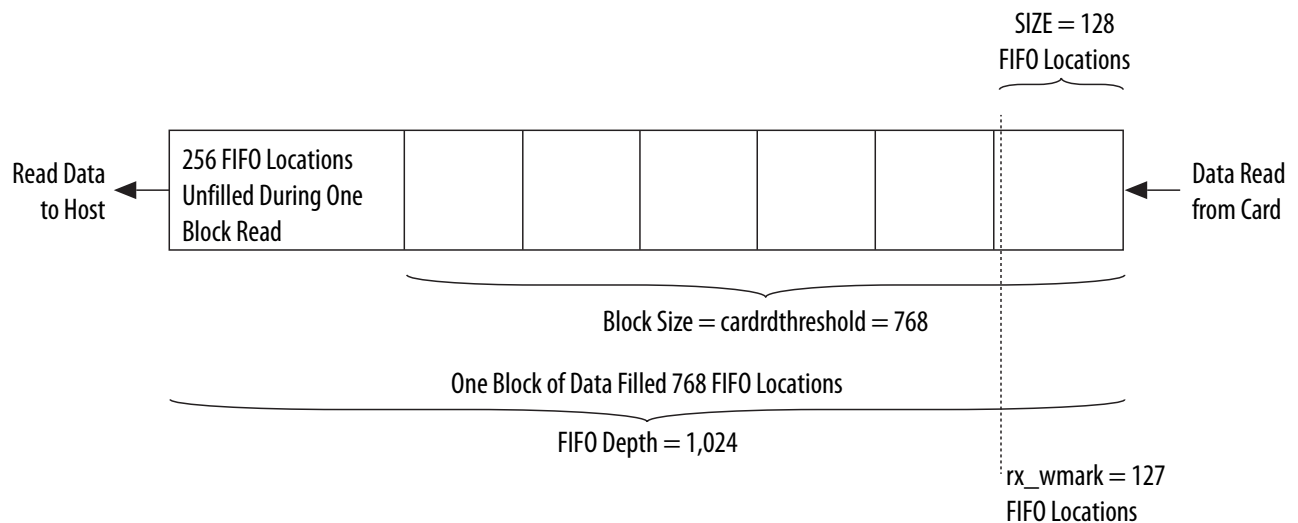 SIZE = 128
FIFO Locations
Read Data
to Host
256 FIFO Locations
Unfilled During One
Block Read
Data Read
from Card
Block Size = cardrdthreshold = 768
One Block of Data Filled 768 FIFO Locations
FIFO Depth = 1,024
rx_wmark = 127
FIFO Locations